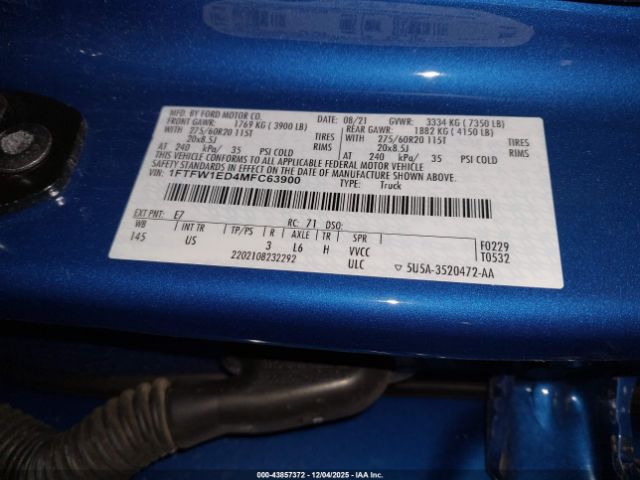 MFD. BY FORD MOTOR CO. DATE: 08/21 GVWR: 3334 KG ( 7350 LB)
FRONT GAWR: 1769 KG ( 3900 LB) REAR GAWR: 1882 KG ( 4150 LB)
WITH 275/60R20 115T TIRES WITH 275/60R20 115T TIRES
20x8.5J RIMS 20x8.5J RIMS
AT 240 kPa/ 35 PSI COLD AT 240 kPa/ 35 PSI COLD
THIS VEHICLE CONFORMS TO ALL APPLICABLE FEDERAL MOTOR VEHICLE
SAFETY STANDARDS IN EFFECT ON THE DATE OF MANUFACTURE SHOWN ABOVE.
VIN: 1FTFW1ED4MFC63900 TYPE: Truck
EXT PNT: E7 RC: 71 DSO:
WB INT TR TP/PS R AXLE TR SPR F0229
145 US 3 L6 H VVCC T0532
2202108232292 ULC ▽ 5U5A-3520472-AA
120-43857372 | 12/04/2025 - IAA Inc.